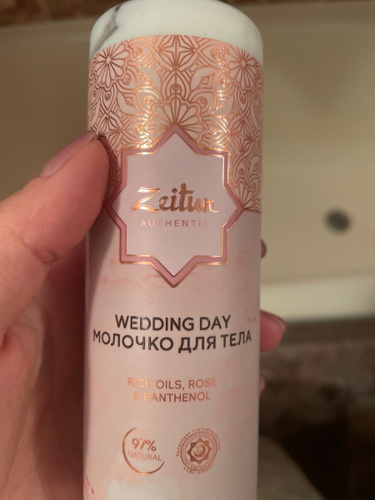 Zeitun
AUTHENTIC
WEDDING DAY
МОЛОЧКО ДЛЯ ТЕЛА
RICH OILS, ROSE
& PANTHENOL
97%
NATURAL